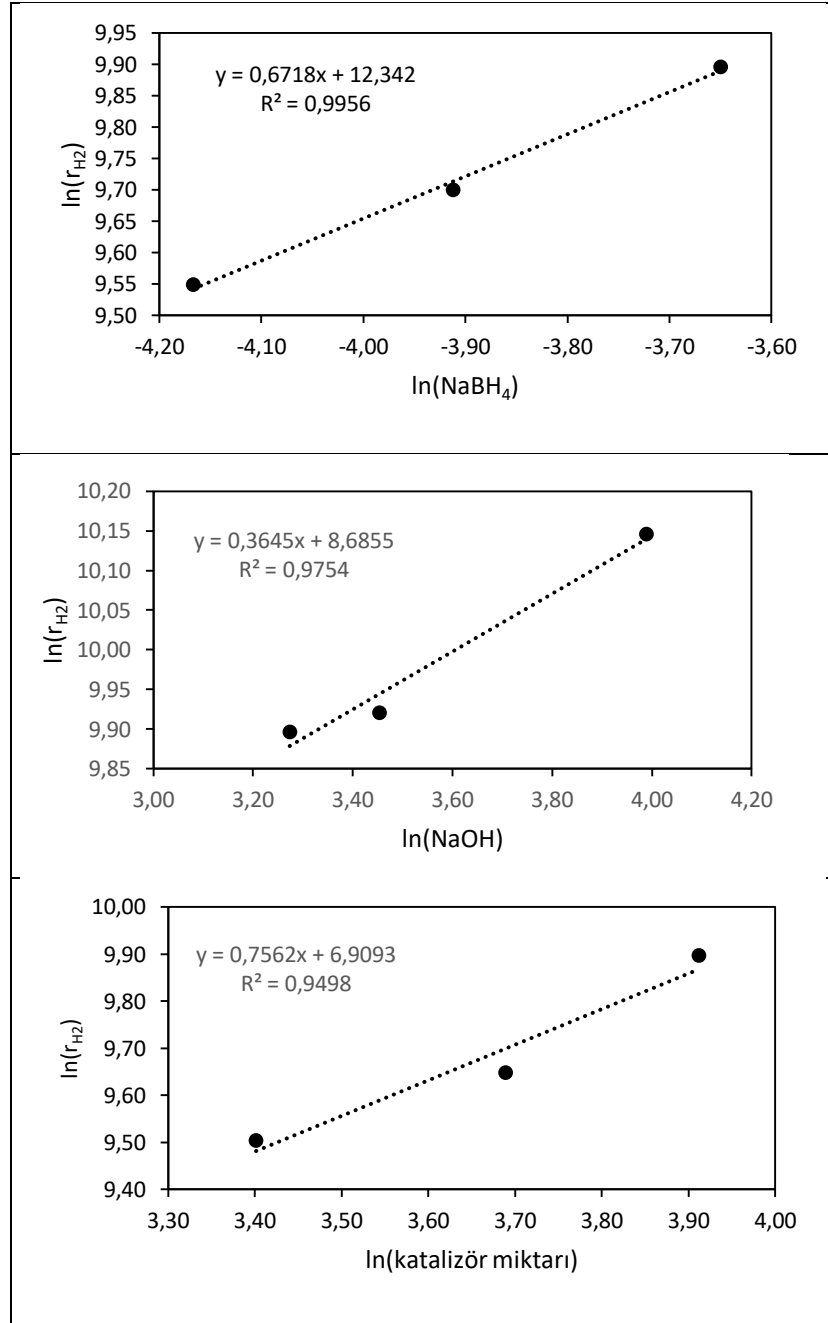 9,95
9,90
9,85
9,80
9,75
9,70
9,65
9,60
9,55
9,50
ln(r_H2)
y = 0,6718x + 12,342
R² = 0,9956
-4,20 -4,10 -4,00 -3,90 -3,80 -3,70 -3,60
ln(NaBH₄)
10,20
10,15
10,10
10,05
10,00
9,95
9,90
9,85
ln(r_H2)
y = 0,3645x + 8,6855
R² = 0,9754
3,00 3,20 3,40 3,60 3,80 4,00 4,20
ln(NaOH)
10,00
9,90
9,80
9,70
9,60
9,50
9,40
ln(r_H2)
y = 0,7562x + 6,9093
R² = 0,9498
3,30 3,40 3,50 3,60 3,70 3,80 3,90 4,00
ln(katalizör miktarı)